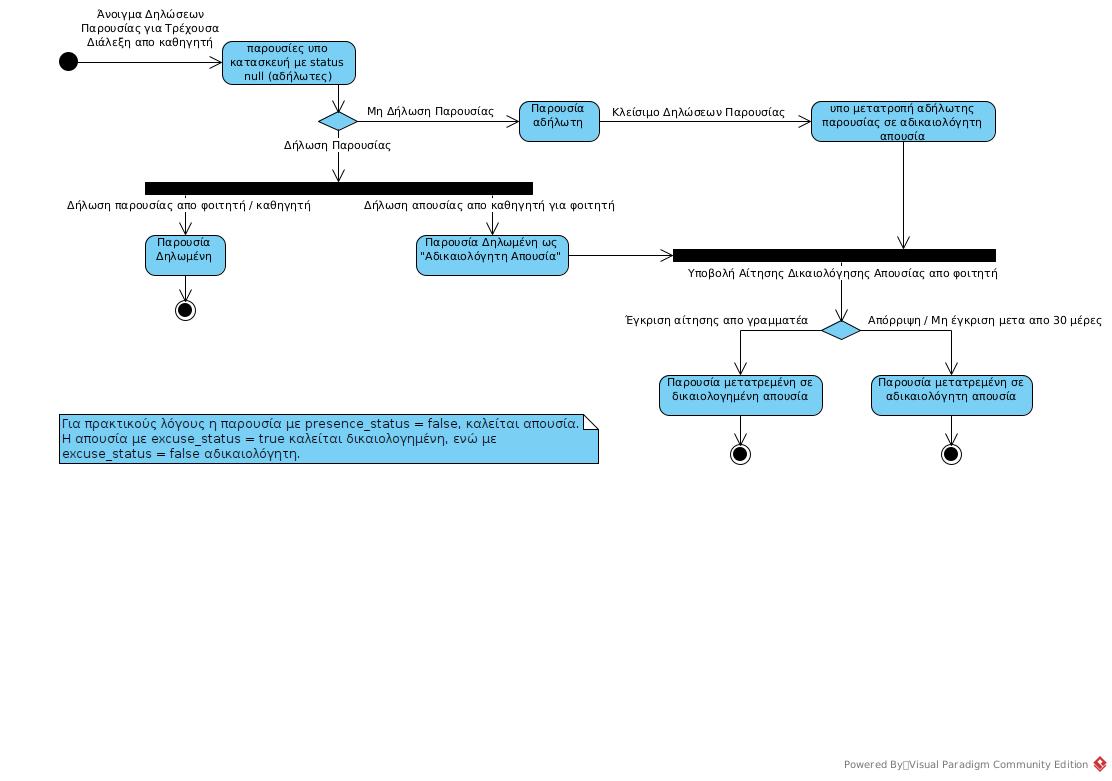 Άνοιγμα Δηλώσεων
Παρουσίας για Τρέχουσα
Διάλεξη απο καθηγητή
παρουσίες υπο
κατασκευή με status
null (αδήλωτες)
Μη Δήλωση Παρουσίας
Παρουσία
αδήλωτη
Κλείσιμο Δηλώσεων Παρουσίας
υπο μετατροπή αδήλωτης
παρουσίας σε αδικαιολόγητη
απουσία
Δήλωση Παρουσίας
Δήλωση παρουσίας απο φοιτητή / καθηγητή
Δήλωση απουσίας απο καθηγητή για φοιτητή
Παρουσία
Δηλωμένη
Παρουσία Δηλωμένη ως
"Αδικαιολόγητη Απουσία"
Υποβολή Αίτησης Δικαιολόγησης Απουσίας απο φοιτητή
Έγκριση αίτησης απο γραμματέα
Απόρριψη / Μη έγκριση μετα απο 30 μέρες
Παρουσία μετατρεμένη σε
δικαιολογημένη απουσία
Παρουσία μετατρεμένη σε
αδικαιολόγητη απουσία
Για πρακτικούς λόγους η παρουσία με presence_status = false, καλείται απουσία.
Η απουσία με excuse_status = true καλείται δικαιολογημένη, ενώ με
excuse_status = false αδικαιολόγητη.
Powered By Visual Paradigm Community Edition